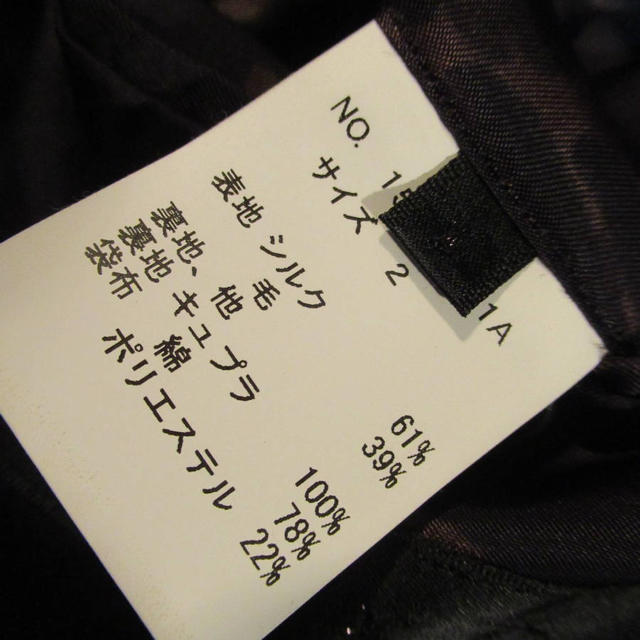 NO. 1 1A
サイズ 2
表地 シルク 61%
毛 39%
裏地、他
裏地 キュプラ 100%
袋布 綿 78%
ポリエステル 22%